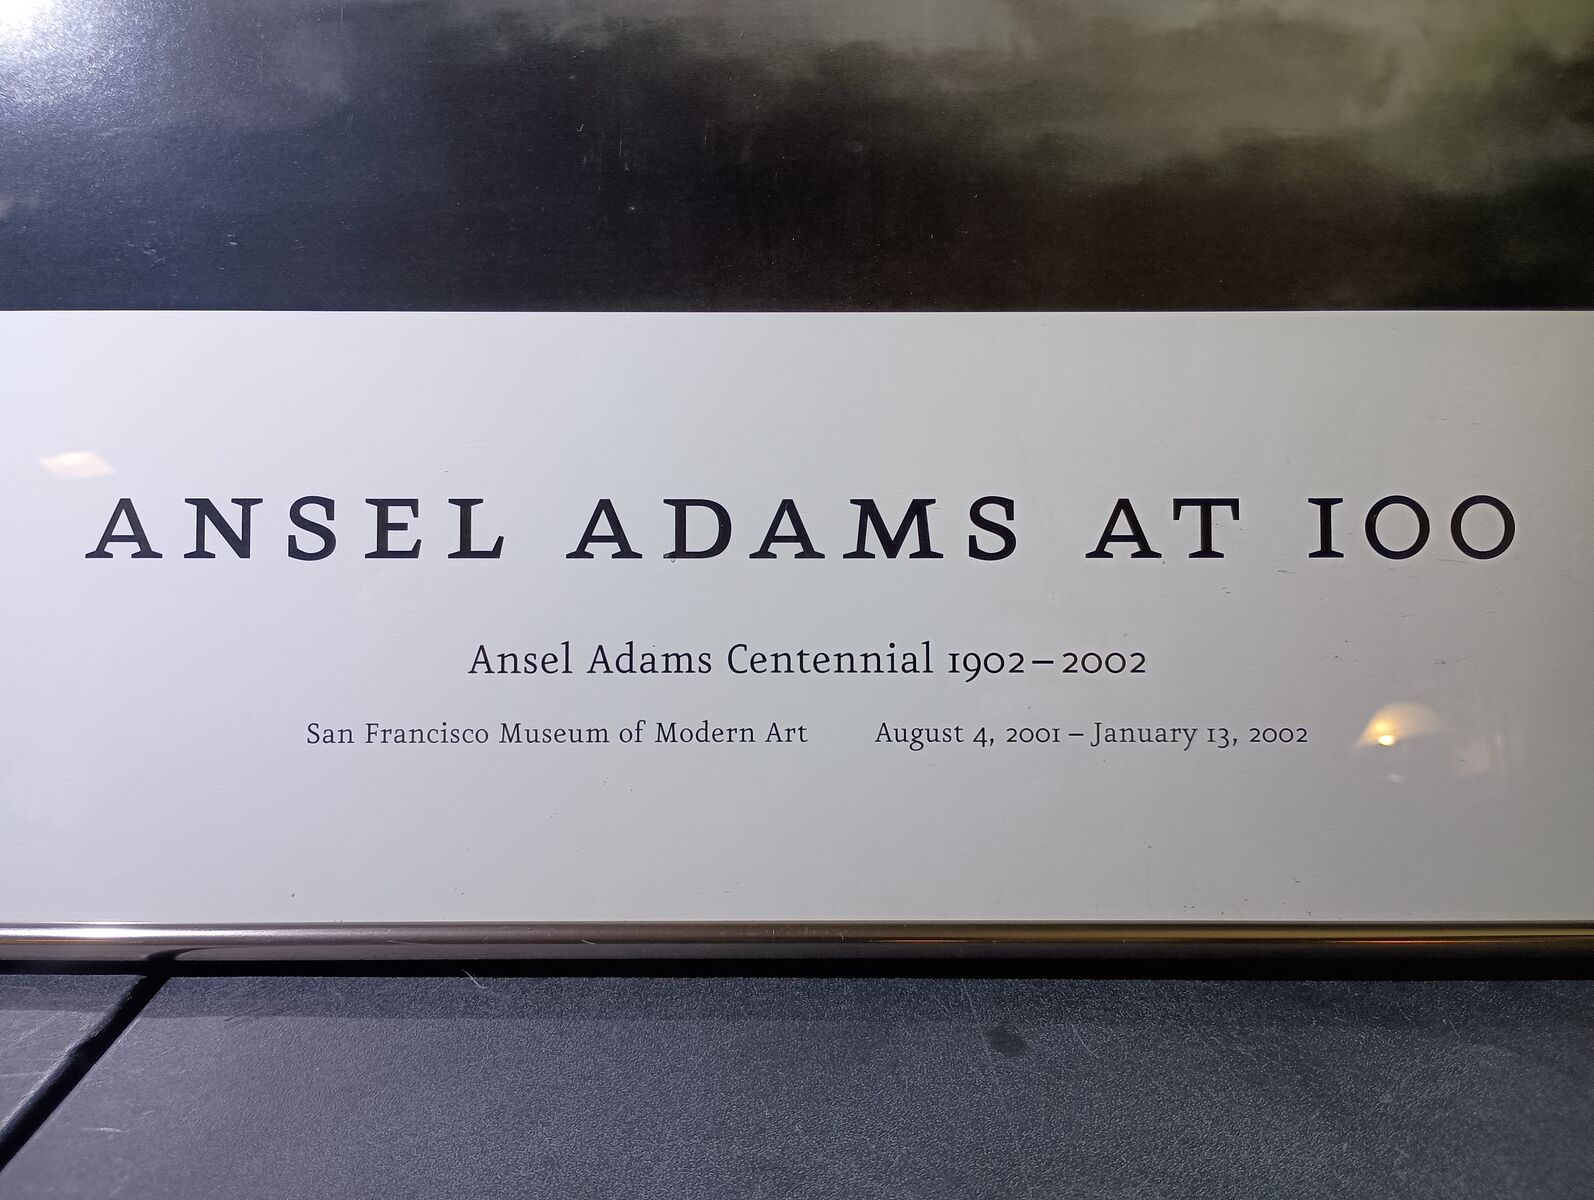 ANSEL ADAMS AT 100
Ansel Adams Centennial 1902–2002
San Francisco Museum of Modern Art August 4, 2001 – January 13, 2002